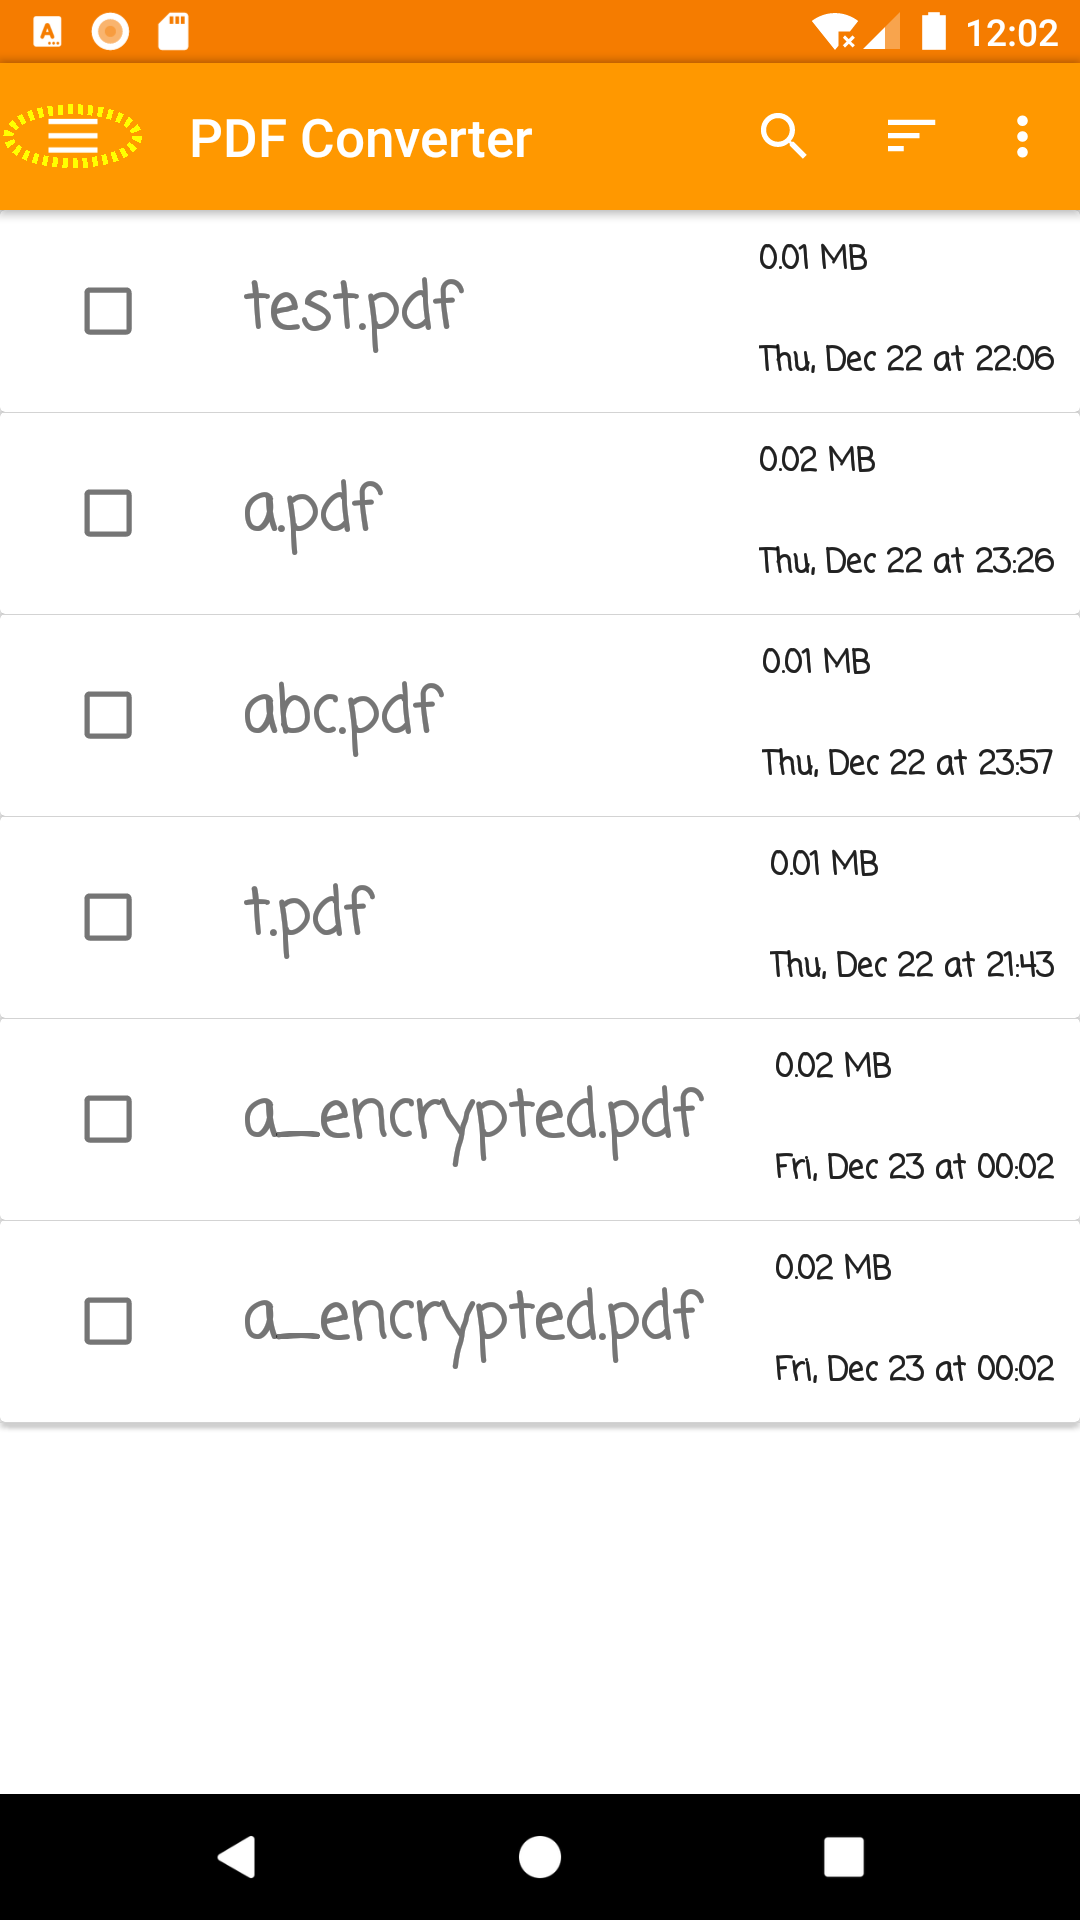 12:02
PDF Converter
test.pdf
0.01 MB
Thu, Dec 22 at 22:06
a.pdf
0.02 MB
Thu, Dec 22 at 23:26
abc.pdf
0.01 MB
Thu, Dec 22 at 23:57
t.pdf
0.01 MB
Thu, Dec 22 at 21:43
a_encrypted.pdf
0.02 MB
Fri, Dec 23 at 00:02
a_encrypted.pdf
0.02 MB
Fri, Dec 23 at 00:02